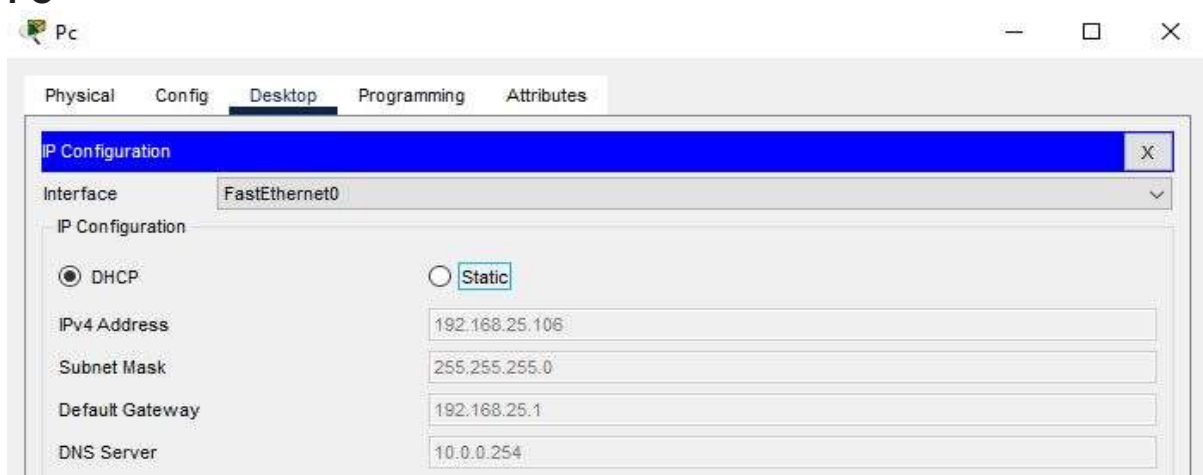 Pc
Physical Config Desktop Programming Attributes
IP Configuration X
Interface FastEthernet0
IP Configuration
DHCP Static
IPv4 Address 192.168.25.106
Subnet Mask 255.255.255.0
Default Gateway 192.168.25.1
DNS Server 10.0.0.254